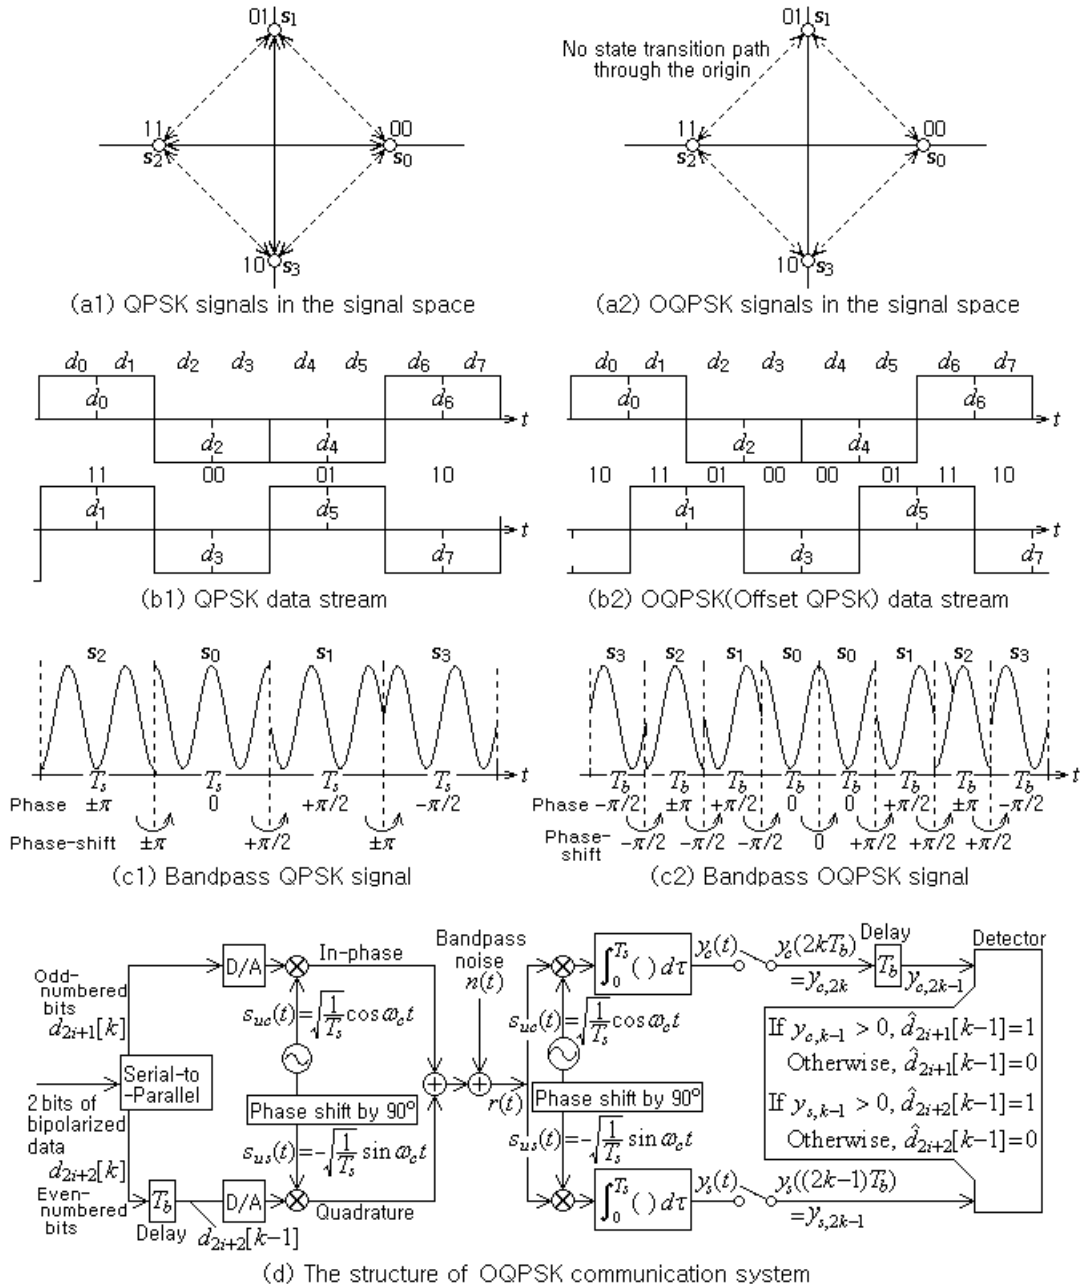 01 s1
11
s2
00
s0
10 s3
(a1) QPSK signals in the signal space
01 s1
No state transition path
through the origin
11
s2
00
s0
10 s3
(a2) OQPSK signals in the signal space
d0 d1 d2 d3 d4 d5 d6 d7
d0 d6 t
d2 d4
11 00 01 10
d1 d5 t
d3 d7
(b1) QPSK data stream
d0 d1 d2 d3 d4 d5 d6 d7
d0 d6 t
d2 d4
10 11 01 00 00 01 11 10
d1 d5 t
d3 d7
(b2) OQPSK(Offset QPSK) data stream
s2 s0 s1 s3
Ts Ts Ts Ts t
Phase ±π 0 +π/2 -π/2
Phase-shift ±π +π/2 ±π
(c1) Bandpass QPSK signal
s3 s2 s1 s0 s0 s1 s2 s3
Tb Tb Tb Tb Tb Tb Tb Tb t
Phase -π/2 ±π +π/2 0 0 +π/2 ±π -π/2
Phase-
shift -π/2 -π/2 -π/2 0 +π/2 +π/2 +π/2
(c2) Bandpass OQPSK signal
Odd-
numbered
bits
d2i+1[k]
D/A
In-phase
suc(t)=√(1/Ts) cos ωc t
Serial-to
-Parallel
2 bits of
bipolarized
data
d2i+2[k]
Even-
numbered
bits
Tb
Delay
d2i+2[k-1]
D/A
Phase shift by 90°
sus(t)=-√(1/Ts) sin ωc t
Quadrature
Bandpass
noise
n(t)
r(t)
suc(t)=√(1/Ts) cos ωc t
Phase shift by 90°
sus(t)=-√(1/Ts) sin ωc t
∫0Ts ( ) dτ
yc(t)
yc(2kTb)
=yc,2k
Delay
Tb
yc,2k-1
Detector
If yc,k-1 > 0, d̂2i+1[k-1]=1
Otherwise, d̂2i+1[k-1]=0
If ys,k-1 > 0, d̂2i+2[k-1]=1
Otherwise, d̂2i+2[k-1]=0
∫0Ts ( ) dτ
ys(t)
ys((2k-1)Tb)
=ys,2k-1
(d) The structure of OQPSK communication system